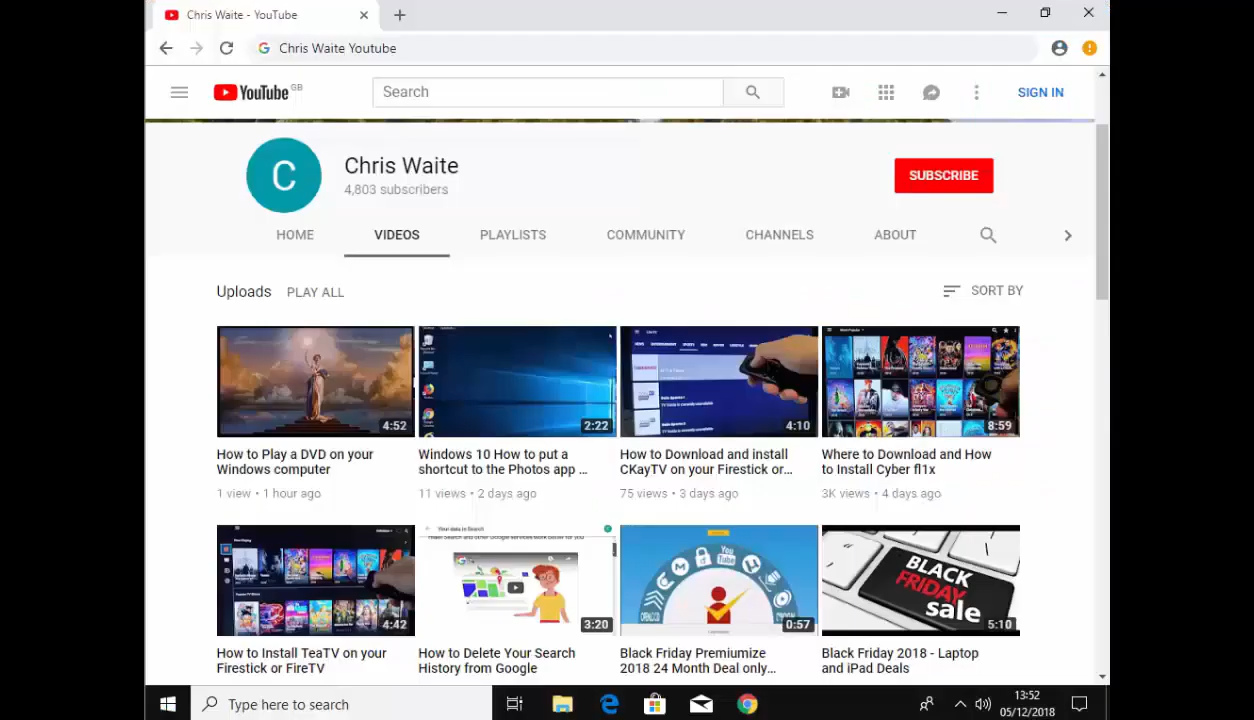 Chris Waite - YouTube
Chris Waite Youtube
YouTube GB
Search
SIGN IN
Chris Waite
4,803 subscribers
SUBSCRIBE
HOME
VIDEOS
PLAYLISTS
COMMUNITY
CHANNELS
ABOUT
Uploads
PLAY ALL
SORT BY
4:52
2:22
4:10
8:59
How to Play a DVD on your
Windows computer
1 view • 1 hour ago
Windows 10 How to put a
shortcut to the Photos app ...
11 views • 2 days ago
How to Download and install
CKayTV on your Firestick or...
75 views • 3 days ago
Where to Download and How
to Install Cyber fl1x
3K views • 4 days ago
4:42
Your data in Search
3:20
You
Tube
0:57
BLACK
FRIDAY
sale
5:10
How to Install TeaTV on your
Firestick or FireTV
How to Delete Your Search
History from Google
Black Friday Premiumize
2018 24 Month Deal only...
Black Friday 2018 - Laptop
and iPad Deals
Type here to search
13:52
05/12/2018